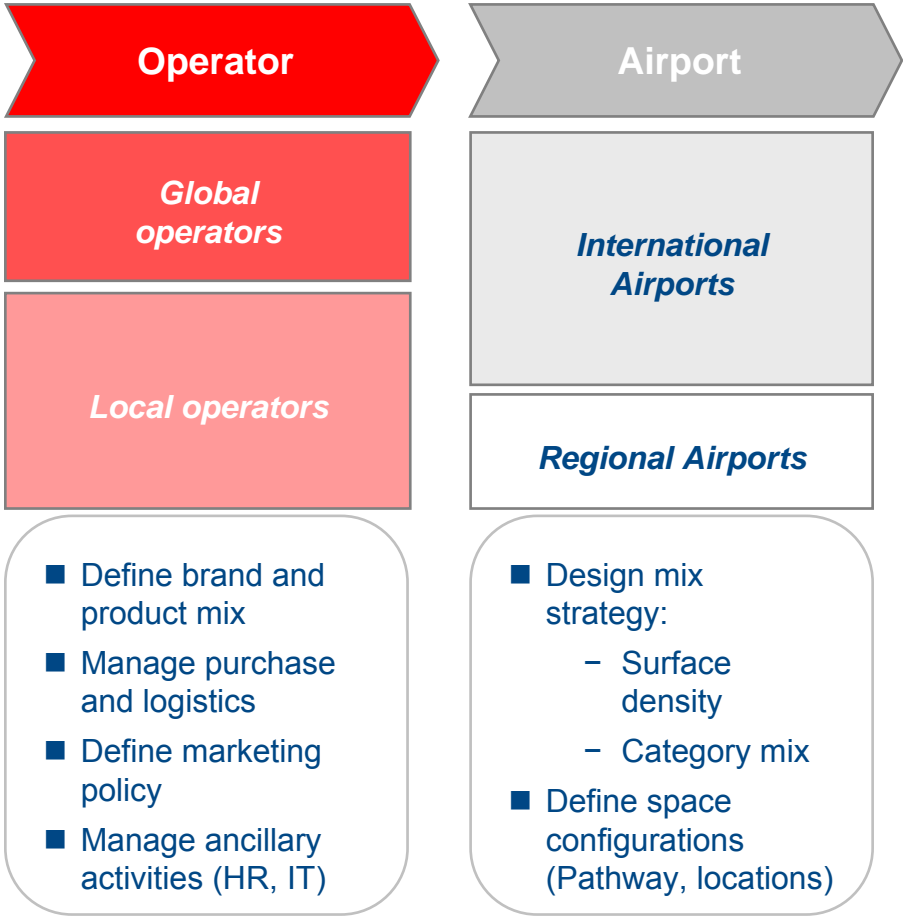 Operator
Global
operators
Local operators
■ Define brand and
product mix
■ Manage purchase
and logistics
■ Define marketing
policy
■ Manage ancillary
activities (HR, IT)
Airport
International
Airports
Regional Airports
■ Design mix
strategy:
− Surface
density
− Category mix
■ Define space
configurations
(Pathway, locations)